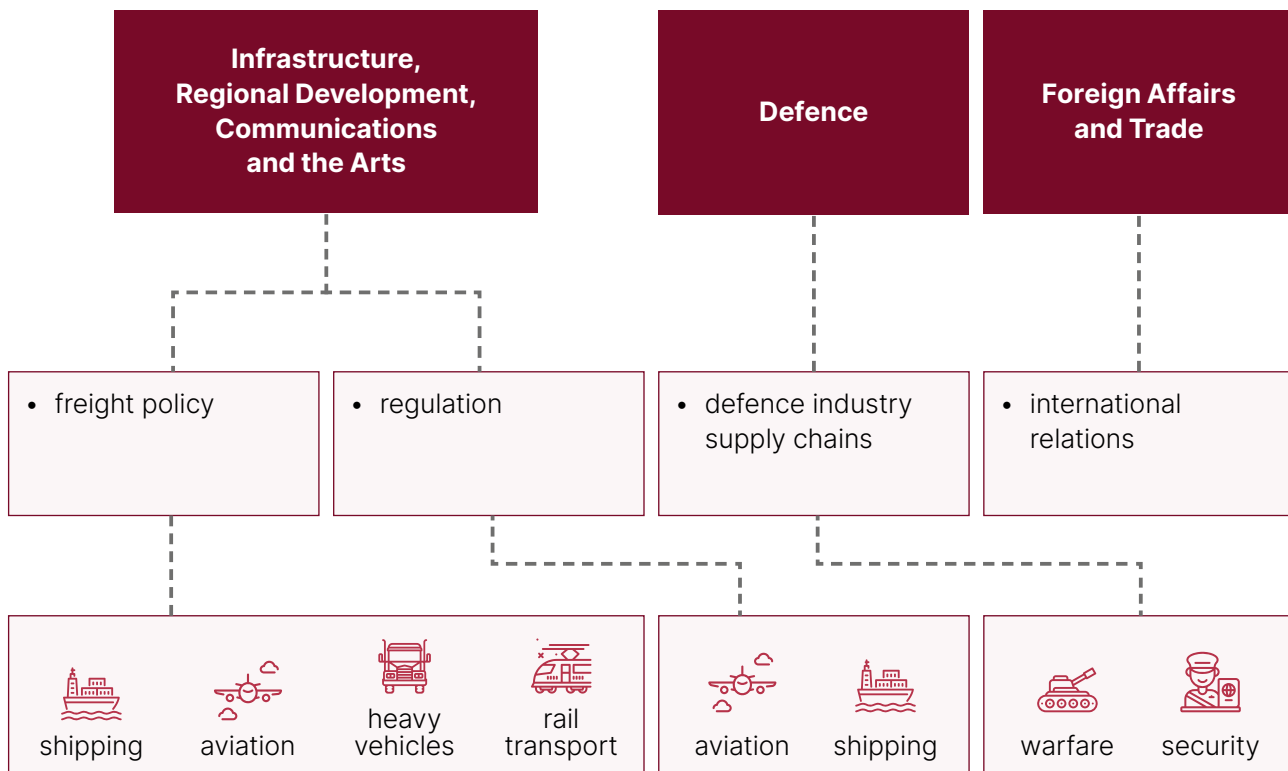 Infrastructure,
Regional Development,
Communications
and the Arts
Defence
Foreign Affairs
and Trade
• freight policy
• regulation
• defence industry
supply chains
• international
relations
shipping
aviation
heavy
vehicles
rail
transport
aviation
shipping
warfare
security